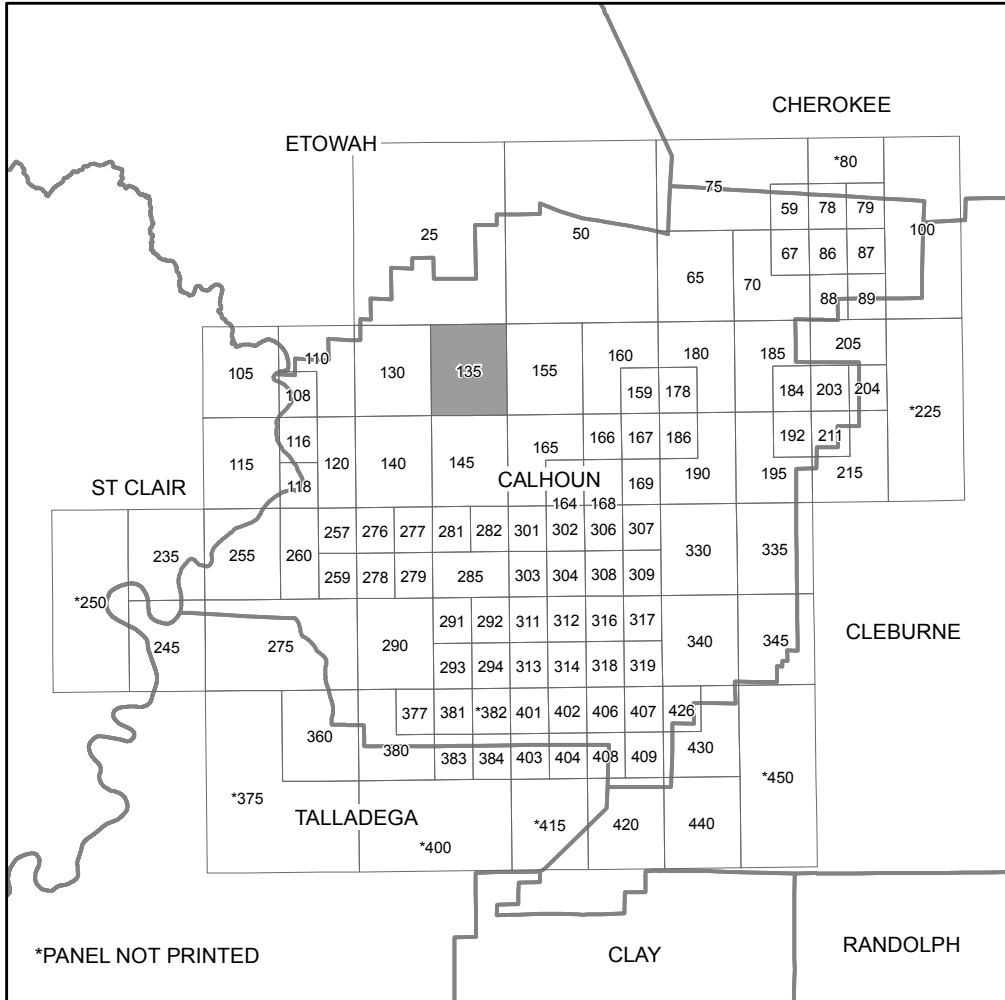 CHEROKEE
ETOWAH
*80
75
59 78 79
100
25 50
67 86 87
65 70
88 89
110 130 135 155 160 180 185 205
105
108 159 178 184 203 204
*225
116 166 167 186 192 211
115 120 140 145 165
118 CALHOUN 169 190 195 215
ST CLAIR
164 168
257 276 277 281 282 301 302 306 307
235 255 260 330 335
259 278 279 285 303 304 308 309
*250
291 292 311 312 316 317
245 275 290 340 345 CLEBURNE
293 294 313 314 318 319
377 381 *382 401 402 406 407 426
360 380 430
383 384 403 404 408 409
*450
*375
TALLADEGA *415 420 440
*400
*PANEL NOT PRINTED CLAY RANDOLPH